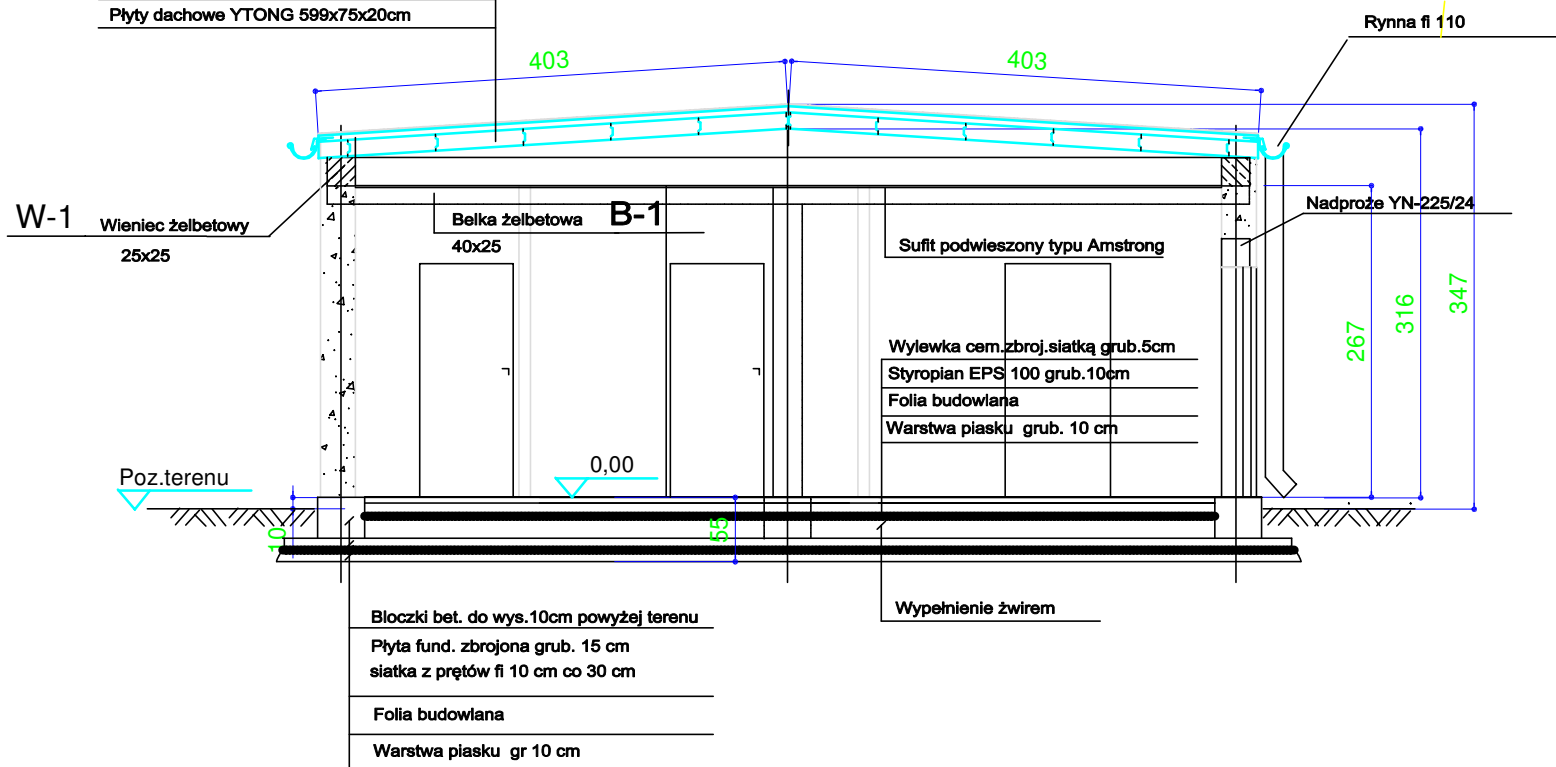 Płyty dachowe YTONG 599x75x20cm
Rynna fi 110
403
403
W-1
Wieniec żelbetowy
25x25
Belka żelbetowa
40x25
B-1
Sufit podwieszony typu Amstrong
Nadproże YN-225/24
267
316
347
Wylewka cem.zbroj.siatką grub.5cm
Styropian EPS 100 grub.10cm
Folia budowlana
Warstwa piasku grub. 10 cm
Poz.terenu
0,00
10
55
Bloczki bet. do wys.10cm powyżej terenu
Płyta fund. zbrojona grub. 15 cm
siatka z prętów fi 10 cm co 30 cm
Folia budowlana
Warstwa piasku gr 10 cm
Wypełnienie żwirem